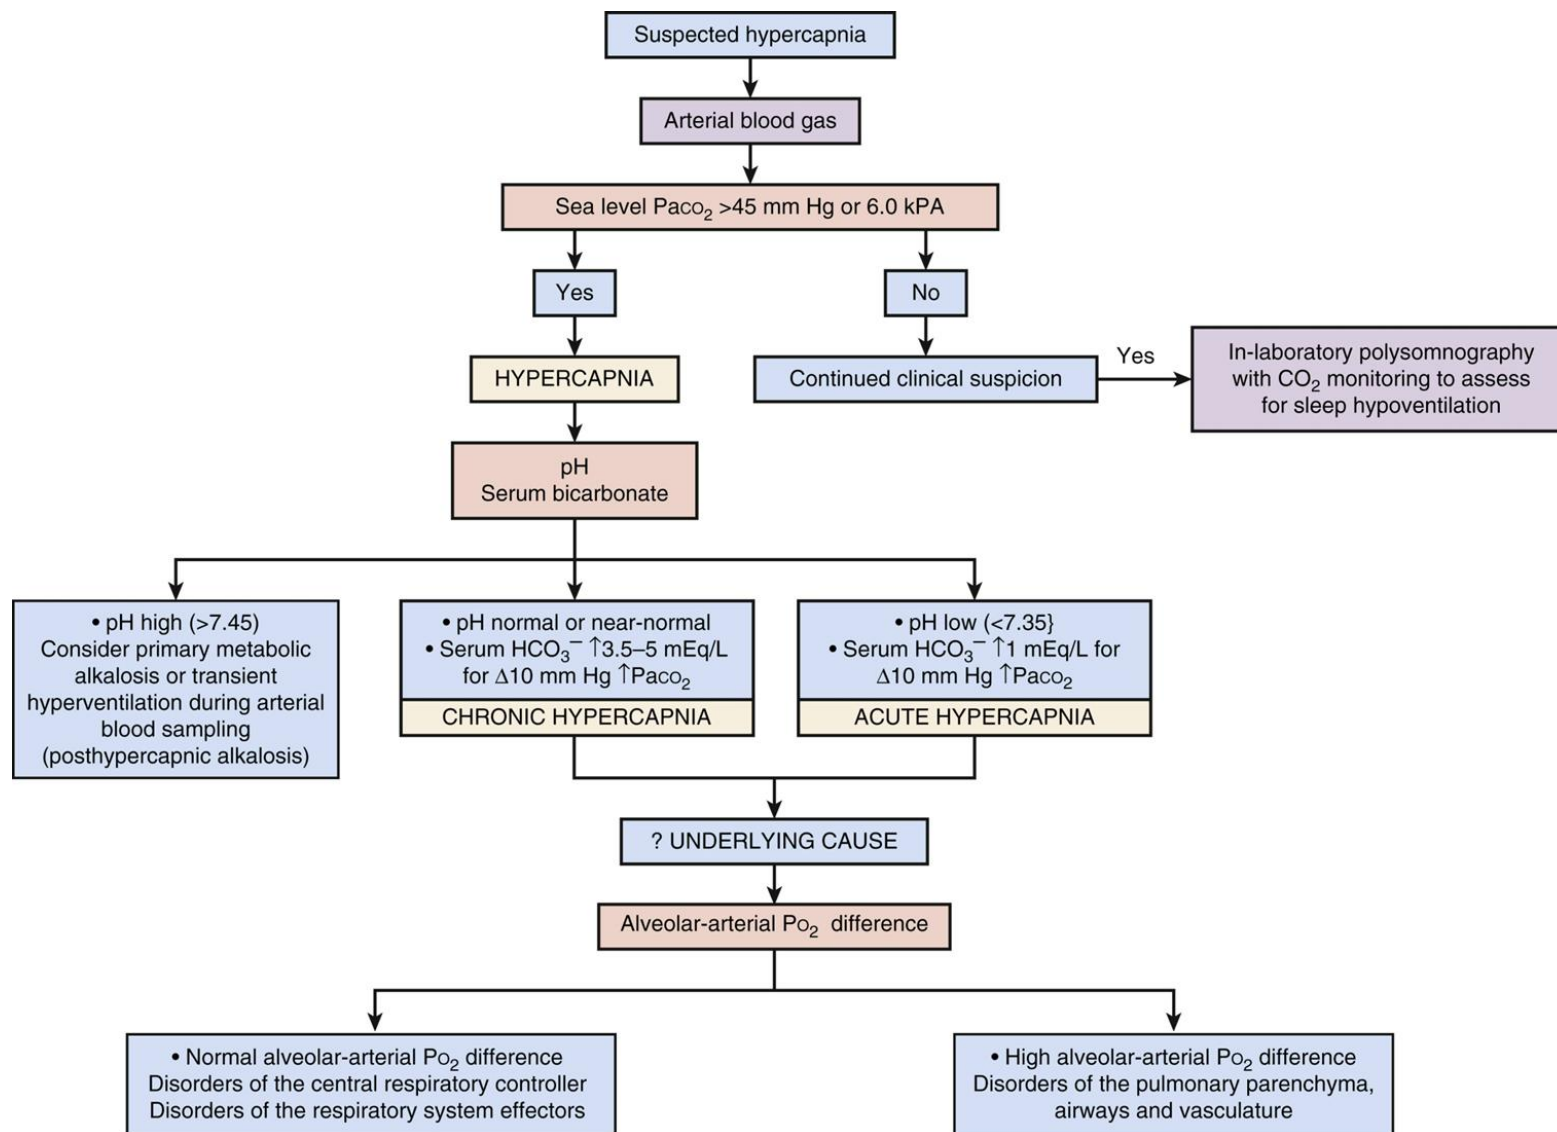 Suspected hypercapnia
Arterial blood gas
Sea level PaCO₂ >45 mm Hg or 6.0 kPA
Yes
No
HYPERCAPNIA
Continued clinical suspicion
Yes
In-laboratory polysomnography
with CO₂ monitoring to assess
for sleep hypoventilation
pH
Serum bicarbonate
• pH high (>7.45)
Consider primary metabolic
alkalosis or transient
hyperventilation during arterial
blood sampling
(posthypercapnic alkalosis)
• pH normal or near-normal
• Serum HCO₃⁻ ↑3.5–5 mEq/L
for Δ10 mm Hg ↑PaCO₂
CHRONIC HYPERCAPNIA
• pH low (<7.35}
• Serum HCO₃⁻ ↑1 mEq/L for
Δ10 mm Hg ↑PaCO₂
ACUTE HYPERCAPNIA
? UNDERLYING CAUSE
Alveolar-arterial PO₂ difference
• Normal alveolar-arterial PO₂ difference
Disorders of the central respiratory controller
Disorders of the respiratory system effectors
• High alveolar-arterial PO₂ difference
Disorders of the pulmonary parenchyma,
airways and vasculature